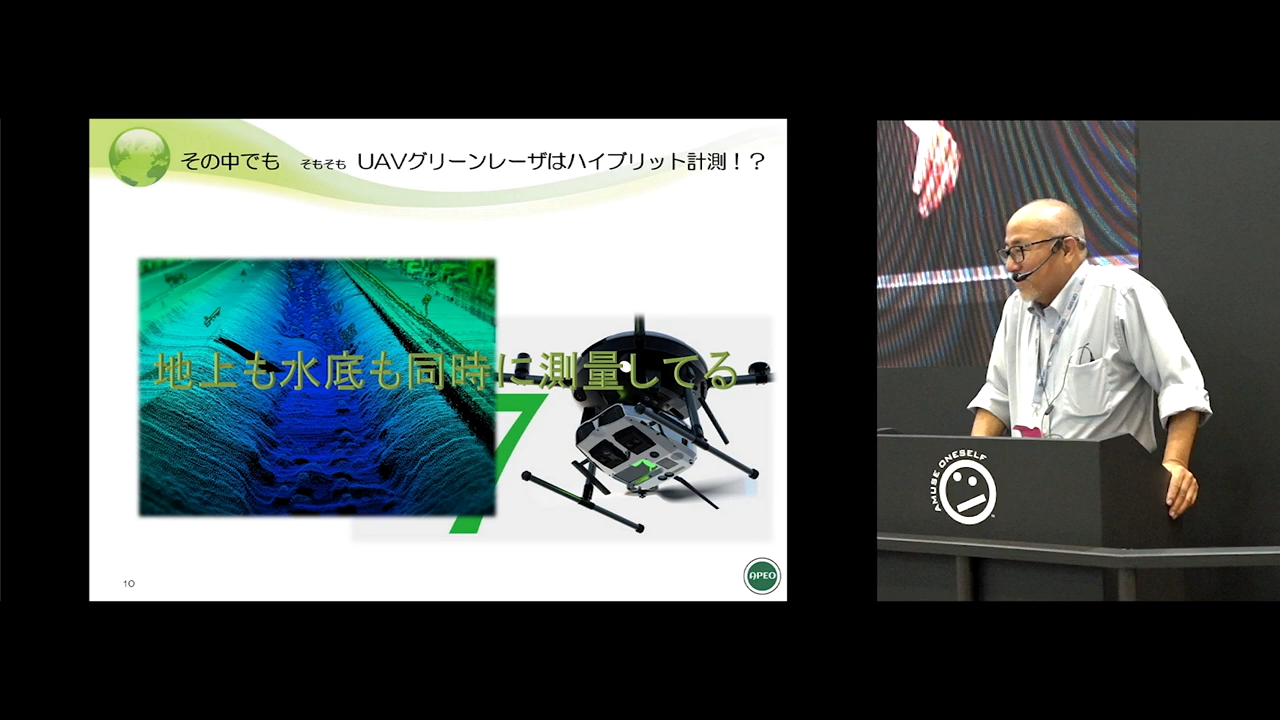 その中でも そもそも UAVグリーンレーザはハイブリット計測！？
地上も水底も同時に測量してる
7
10
APEO
AMUSE ONESELF